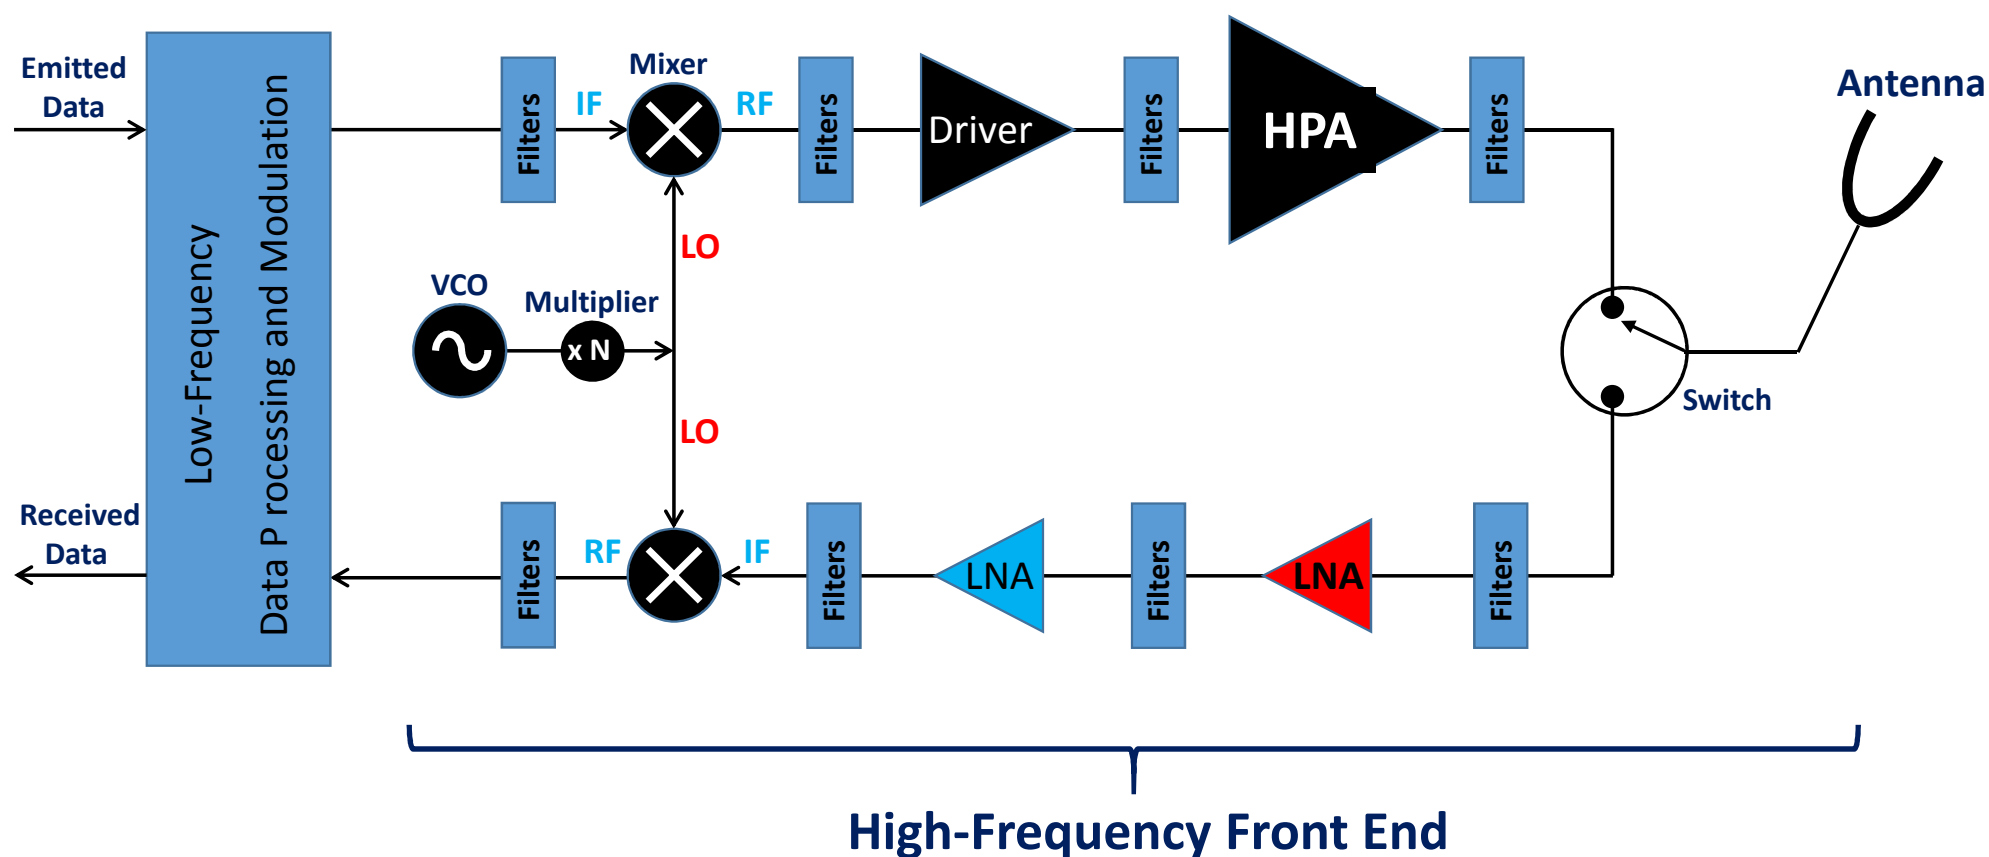 Emitted
Data
Low-Frequency
Data P rocessing and Modulation
Filters
IF
Mixer
RF
Filters
Driver
Filters
HPA
Filters
Antenna
LO
VCO
Multiplier
x N
LO
Switch
Received
Data
Filters
RF
IF
Filters
LNA
Filters
LNA
Filters
High-Frequency Front End